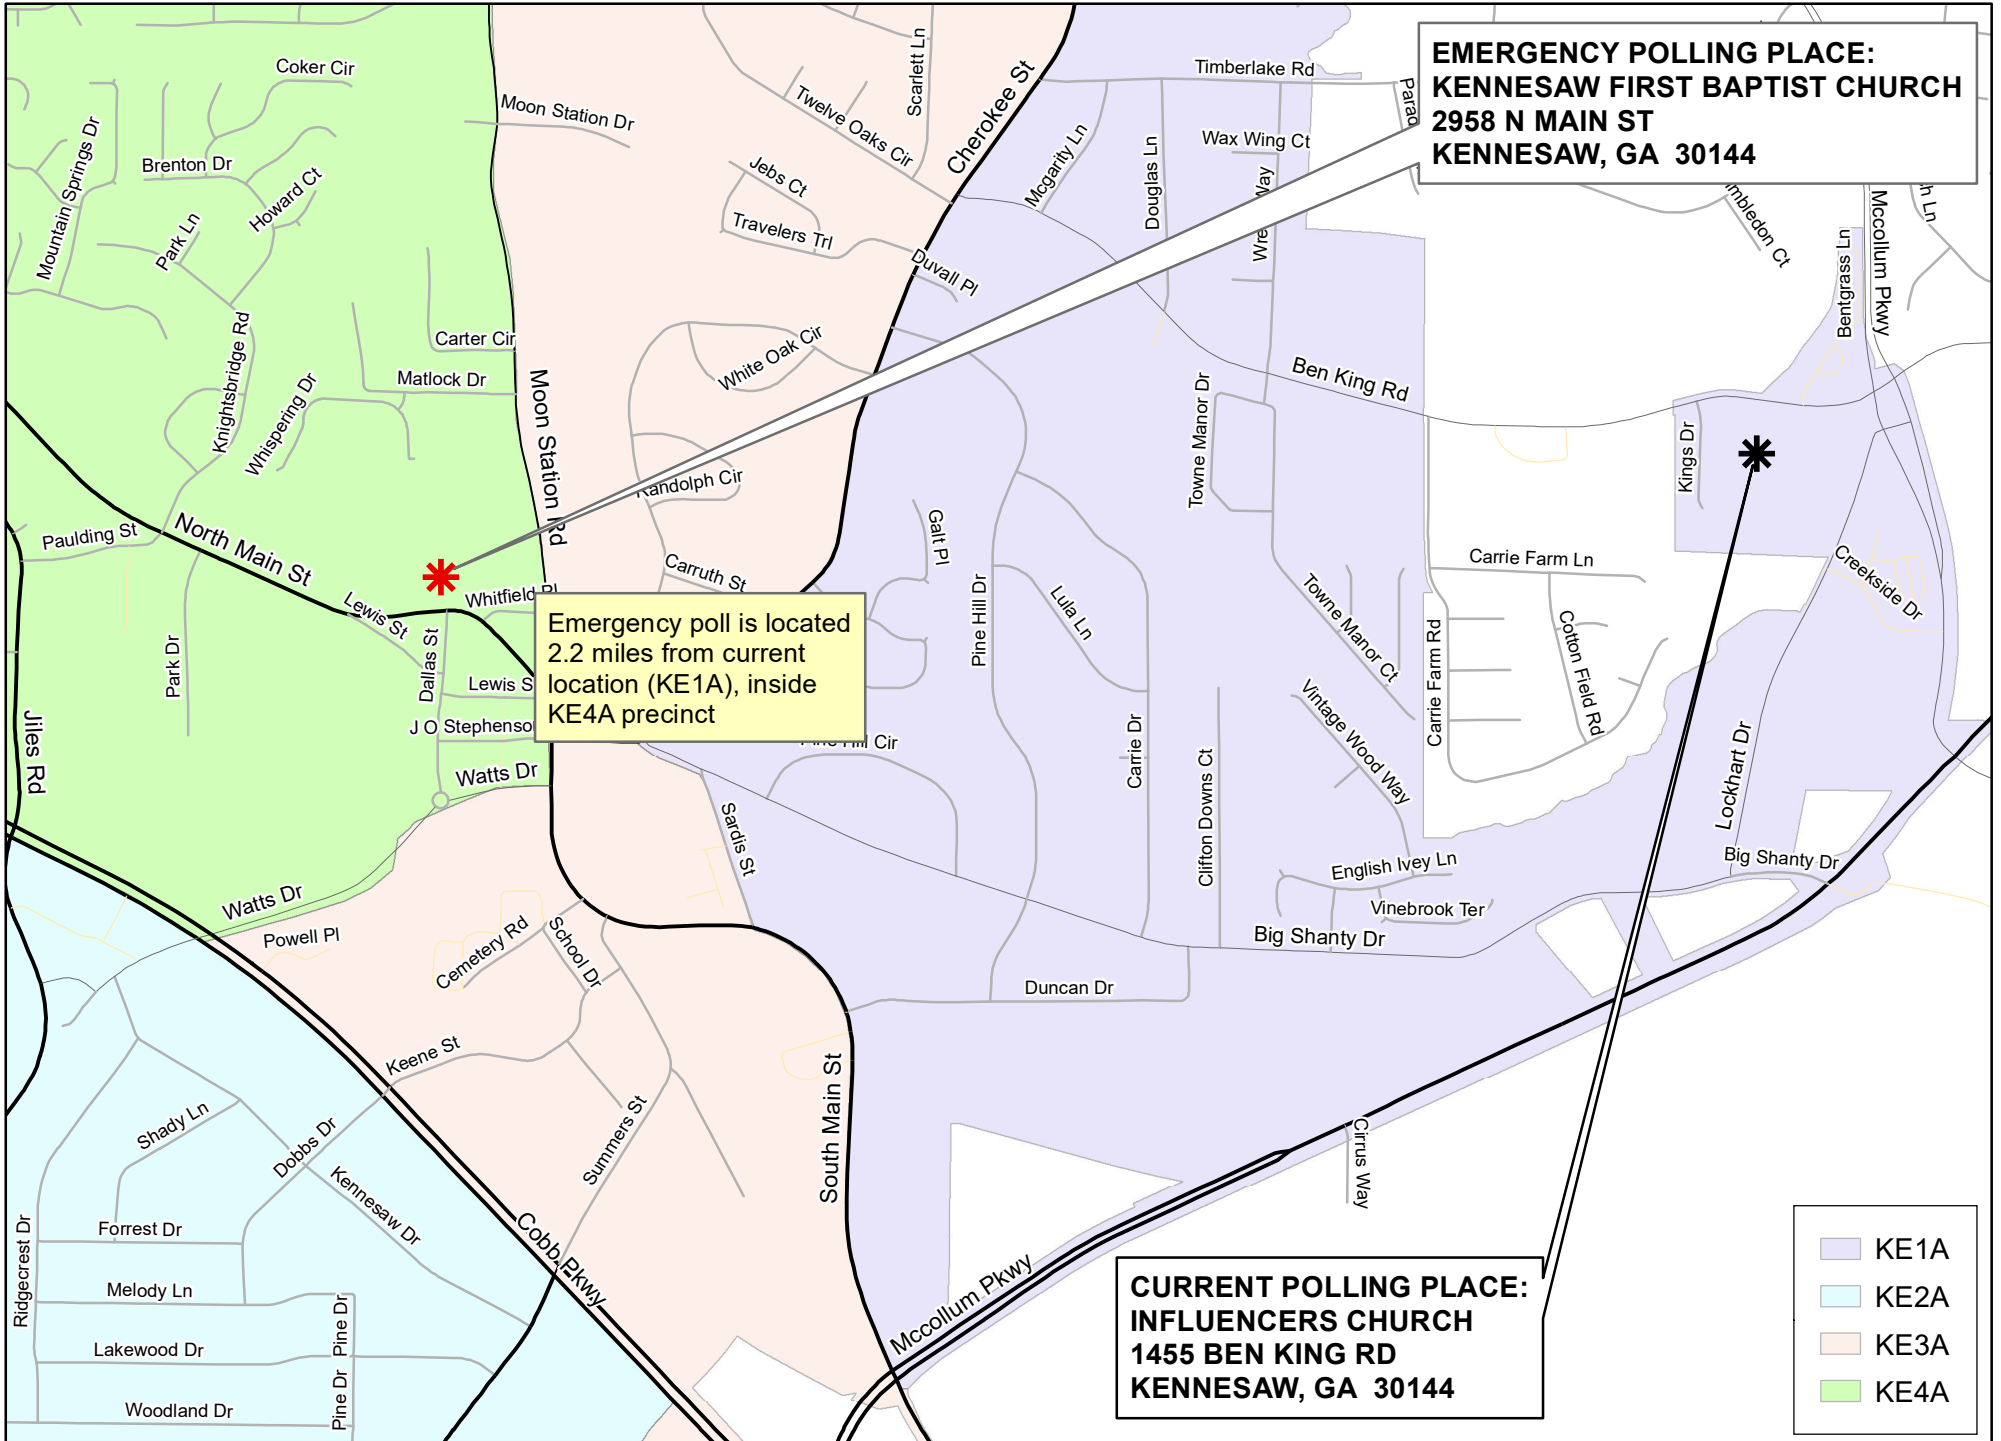 EMERGENCY POLLING PLACE:
KENNESAW FIRST BAPTIST CHURCH
2958 N MAIN ST
KENNESAW, GA  30144
Coker Cir
Moon Station Dr
Twelve Oaks Cir
Scarlett Ln
Cherokee St
Timberlake Rd
Mcgarity Ln
Douglas Ln
Wax Wing Ct
Way
Mountain Springs Dr
Brenton Dr
Howard Ct
Park Ln
Jebs Ct
Travelers Trl
Duvall Pl
Mccollum Pkwy
Bentgrass Ln
Knightsbridge Rd
Carter Cir
Matlock Dr
Whispering Dr
Moon Station Rd
White Oak Cir
Ben King Rd
Towne Manor Dr
Kings Dr
Randolph Cir
Paulding St
North Main St
Galt Pl
Carruth St
Carrie Farm Ln
Creekside Dr
Whitfield Pl
Lewis St
Dallas St
Park Dr
Emergency poll is located
2.2 miles from current
location (KE1A), inside
KE4A precinct
Pine Hill Dr
Lula Ln
Towne Manor Ct
Carrie Farm Rd
Cotton Field Rd
Lewis S
J O Stephenso
Watts Dr
Pine Hill Cir
Jiles Rd
Carrie Dr
Clifton Downs Ct
Vintage Wood Way
Lockhart Dr
Sardis St
English Ivey Ln
Vinebrook Ter
Big Shanty Dr
Big Shanty Dr
Watts Dr
Powell Pl
Cemetery Rd
School Dr
Duncan Dr
Keene St
South Main St
Shady Ln
Dobbs Dr
Summers St
Kennesaw Dr
Cirrus Way
Ridgecrest Dr
Forrest Dr
Melody Ln
Lakewood Dr
Woodland Dr
Pine Dr
Pine Dr
Cobb Pkwy
Mccollum Pkwy
CURRENT POLLING PLACE:
INFLUENCERS CHURCH
1455 BEN KING RD
KENNESAW, GA  30144
KE1A
KE2A
KE3A
KE4A